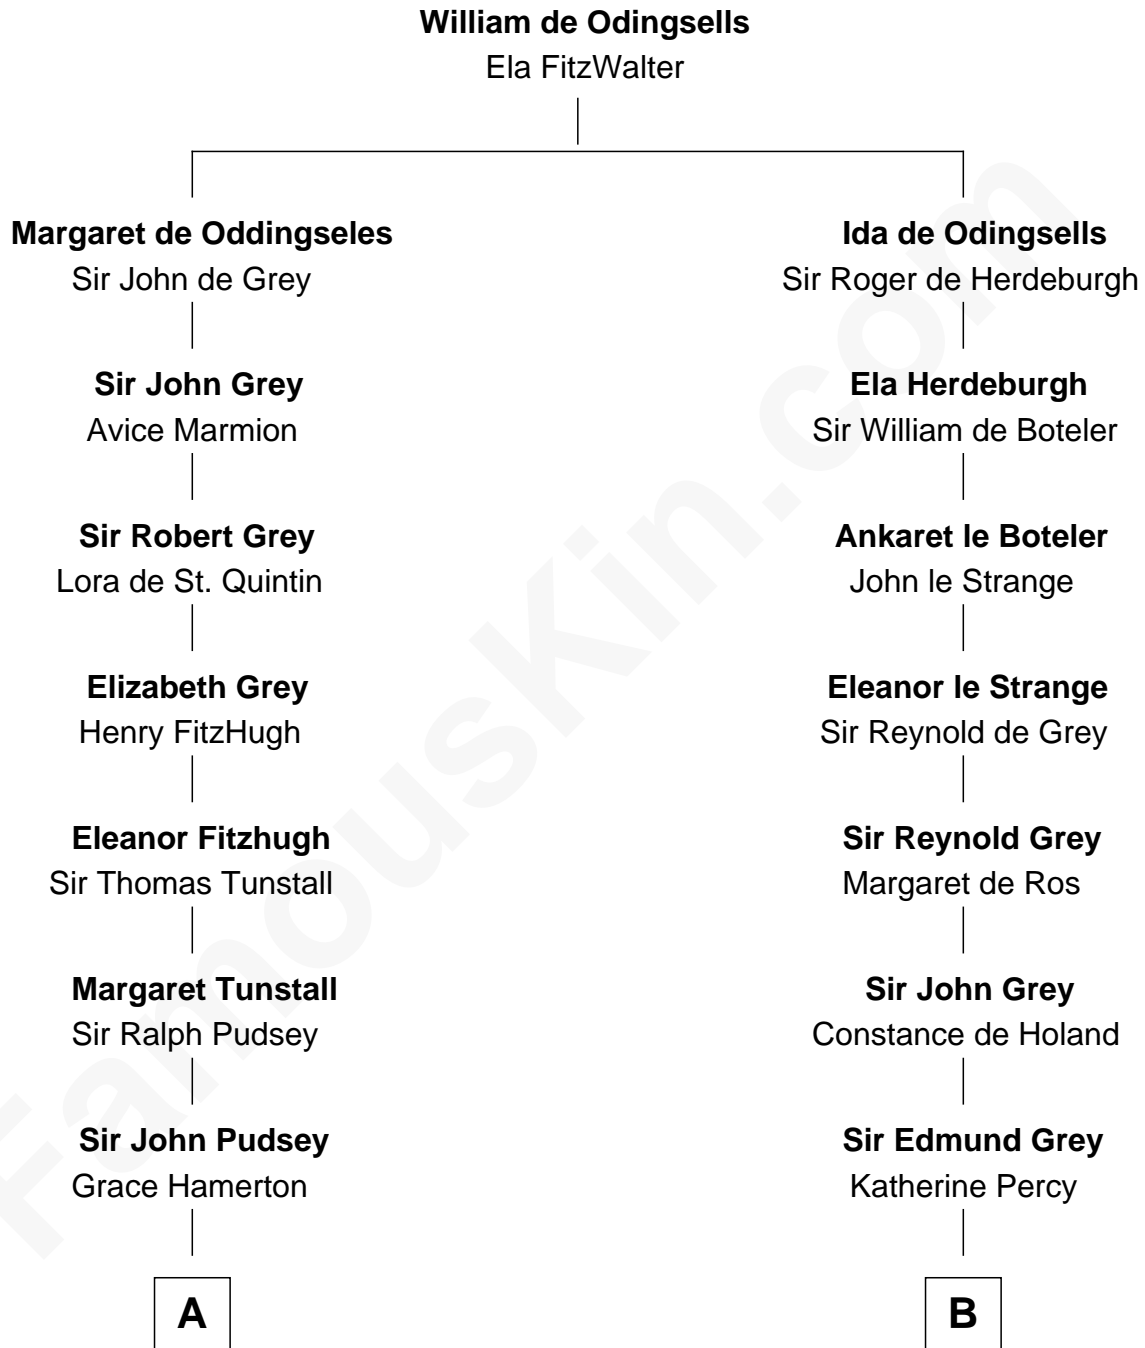 William de Odingsells
Ela FitzWalter
Margaret de Oddingseles
Sir John de Grey
Sir John Grey
Avice Marmion
Sir Robert Grey
Lora de St. Quintin
Elizabeth Grey
Henry FitzHugh
Eleanor Fitzhugh
Sir Thomas Tunstall
Margaret Tunstall
Sir Ralph Pudsey
Sir John Pudsey
Grace Hamerton
A
Ida de Odingsells
Sir Roger de Herdeburgh
Ela Herdeburgh
Sir William de Boteler
Ankaret le Boteler
John le Strange
Eleanor le Strange
Sir Reynold de Grey
Sir Reynold Grey
Margaret de Ros
Sir John Grey
Constance de Holand
Sir Edmund Grey
Katherine Percy
B
FamousKin.com